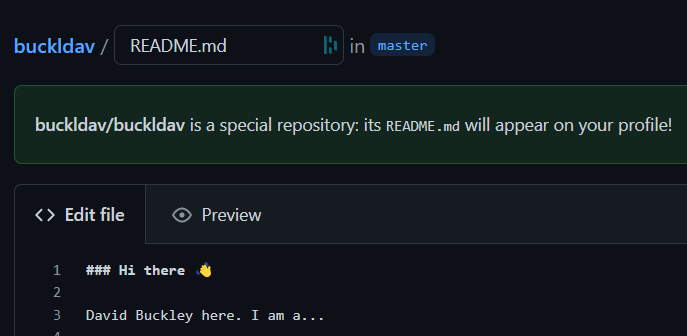 buckldav / README.md in master
buckldav/buckldav is a special repository: its README.md will appear on your profile!
<> Edit file Preview
1 ### Hi there 👋
2
3 David Buckley here. I am a...